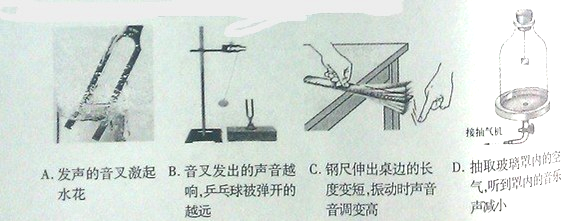 接抽气机
A. 发声的音叉激起
水花
B. 音叉发出的声音越
响,乒乓球被弹开的
越远
C. 钢尺伸出桌边的长
度变短,振动时声音
音调变高
D. 抽取玻璃罩内的空
气,听到罩内的音乐
声减小